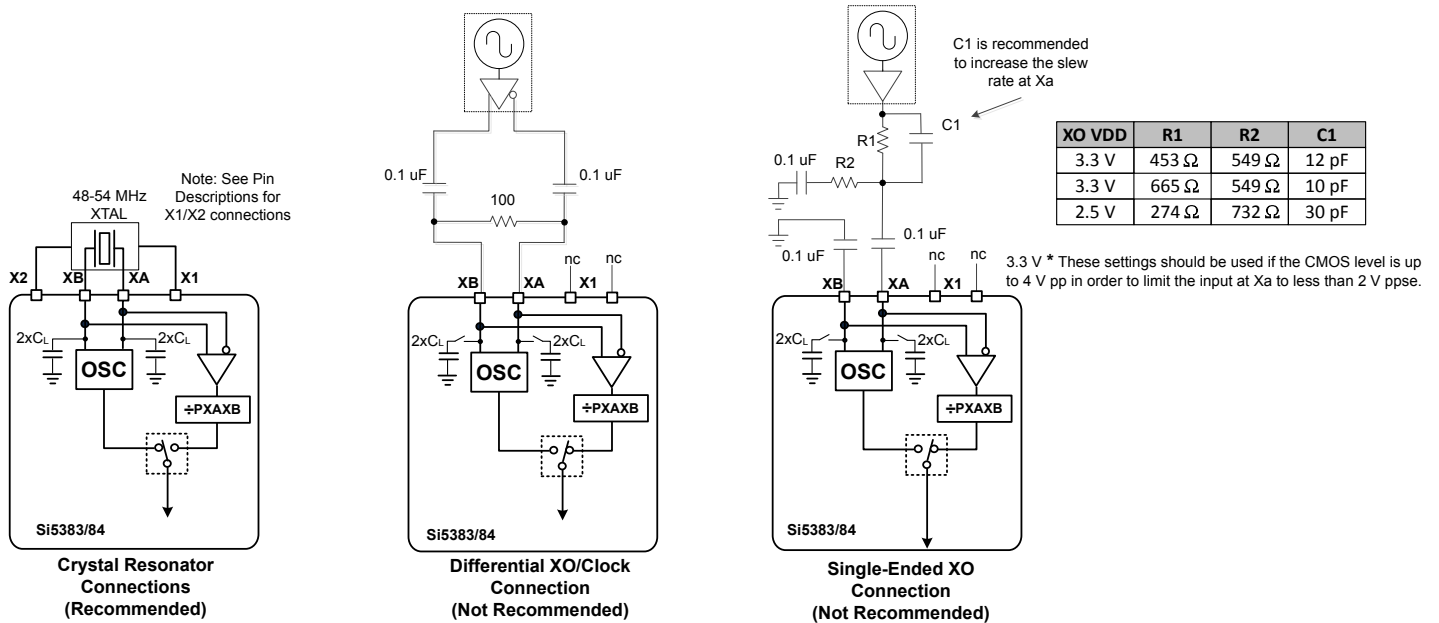 48-54 MHz
XTAL
Note: See Pin
Descriptions for
X1/X2 connections
X2
XB
XA
X1
2xCL
2xCL
OSC
÷PXAXB
Si5383/84
Crystal Resonator
Connections
(Recommended)
0.1 uF
0.1 uF
100
nc
nc
XB
XA
X1
2xCL
2xCL
OSC
÷PXAXB
Si5383/84
Differential XO/Clock
Connection
(Not Recommended)
C1 is recommended
to increase the slew
rate at Xa
R1
C1
0.1 uF
R2
0.1 uF
0.1 uF
nc
nc
XB
XA
X1
2xCL
2xCL
OSC
÷PXAXB
Si5383/84
Single-Ended XO
Connection
(Not Recommended)
XO VDD R1 R2 C1
3.3 V 453 Ω 549 Ω 12 pF
3.3 V 665 Ω 549 Ω 10 pF
2.5 V 274 Ω 732 Ω 30 pF
3.3 V * These settings should be used if the CMOS level is up
to 4 V pp in order to limit the input at Xa to less than 2 V ppse.